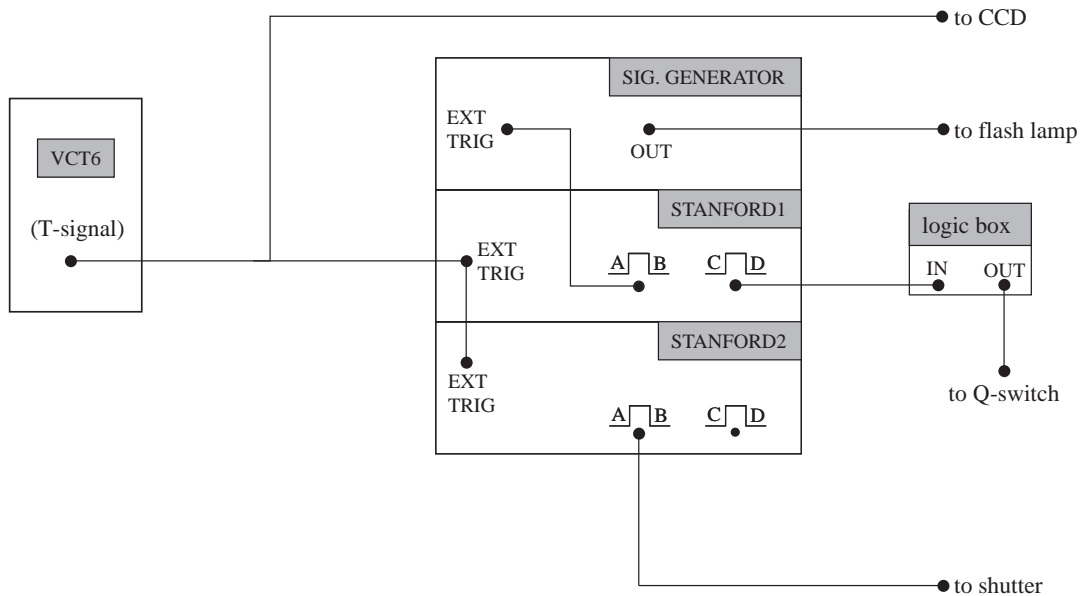 to CCD
SIG. GENERATOR
EXT
TRIG
OUT
to flash lamp
VCT6
(T-signal)
STANFORD1
EXT
TRIG
A B
C D
logic box
IN
OUT
STANFORD2
EXT
TRIG
A B
C D
to Q-switch
to shutter